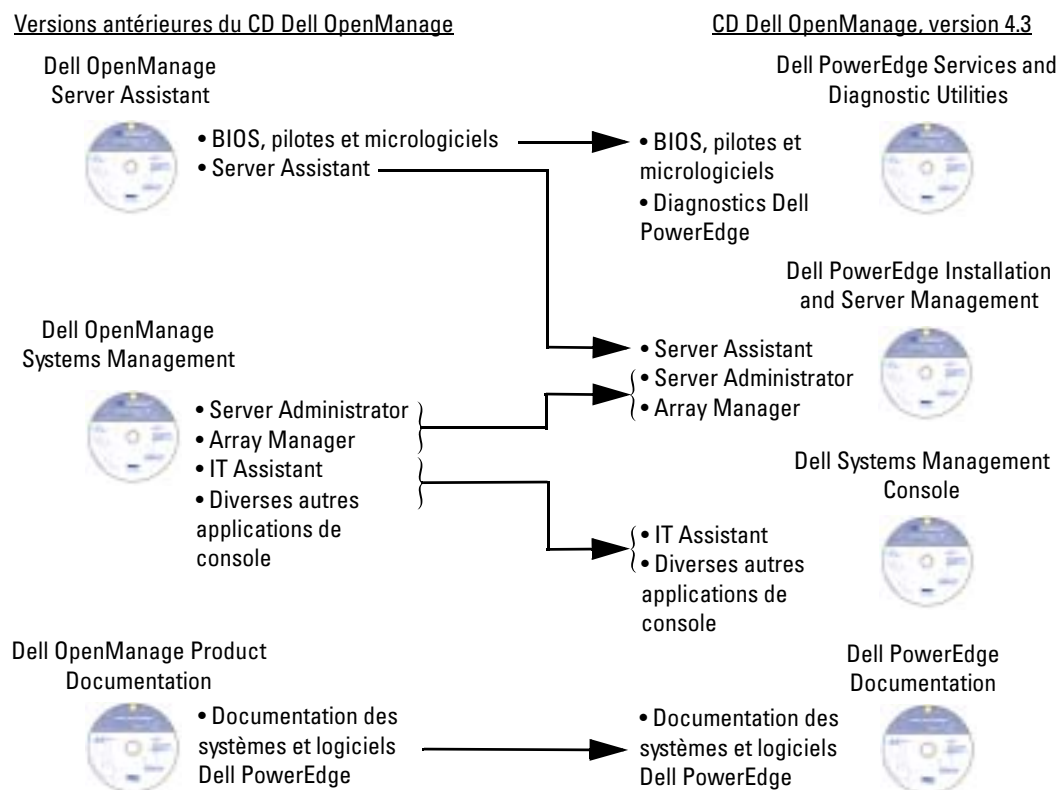 Versions antérieures du CD Dell OpenManage
CD Dell OpenManage, version 4.3
Dell OpenManage
Server Assistant
• BIOS, pilotes et micrologiciels
• Server Assistant
Dell PowerEdge Services and
Diagnostic Utilities
• BIOS, pilotes et
micrologiciels
• Diagnostics Dell
PowerEdge
Dell PowerEdge Installation
and Server Management
• Server Assistant
• Server Administrator
• Array Manager
Dell OpenManage
Systems Management
• Server Administrator
• Array Manager
• IT Assistant
• Diverses autres
applications de
console
Dell Systems Management
Console
• IT Assistant
• Diverses autres
applications de
console
Dell OpenManage Product
Documentation
• Documentation des
systèmes et logiciels
Dell PowerEdge
Dell PowerEdge
Documentation
• Documentation des
systèmes et logiciels
Dell PowerEdge